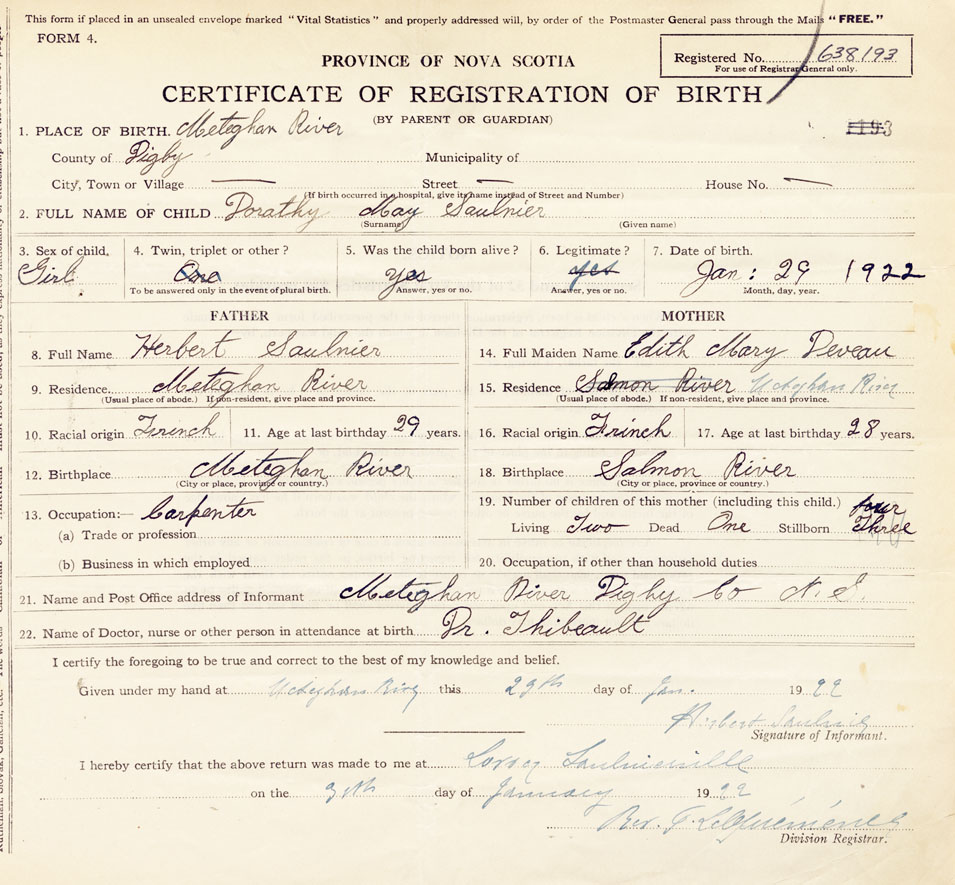 This form if placed in an unsealed envelope marked "Vital Statistics" and properly addressed will, by order of the Postmaster General pass through the Mails "FREE."
FORM 4.
PROVINCE OF NOVA SCOTIA
Registered No. 638193
For use of Registrar General only.
CERTIFICATE OF REGISTRATION OF BIRTH
(BY PARENT OR GUARDIAN)
1. PLACE OF BIRTH. Meteghan River
County of Digby Municipality of
City, Town or Village — Street — House No. —
(If birth occurred in a hospital, give its name instead of Street and Number)
2. FULL NAME OF CHILD Dorathy May Saulnier
(Surname) (Given name)
3. Sex of child. 4. Twin, triplet or other? 5. Was the child born alive? 6. Legitimate? 7. Date of birth.
Girl One yes yes Jan: 29 1922
To be answered only in the event of plural birth. Answer, yes or no. Answer, yes or no. Month, day, year.
FATHER MOTHER
8. Full Name Herbert Saulnier 14. Full Maiden Name Edith Mary Deveau
9. Residence. Meteghan River 15. Residence Salmon River Meteghan River
(Usual place of abode.) If non-resident, give place and province. (Usual place of abode.) If non-resident, give place and province.
10. Racial origin French 11. Age at last birthday 29 years. 16. Racial origin French 17. Age at last birthday 28 years.
12. Birthplace Meteghan River 18. Birthplace Salmon River
(City or place, province or country.) (City or place, province or country.)
13. Occupation:— Carpenter 19. Number of children of this mother (including this child.) four
(a) Trade or profession Living Two Dead One Stillborn Three
(b) Business in which employed 20. Occupation, if other than household duties
21. Name and Post Office address of Informant Meteghan River Digby Co N.S.
22. Name of Doctor, nurse or other person in attendance at birth Dr. Thibeault
I certify the foregoing to be true and correct to the best of my knowledge and belief.
Given under my hand at Meteghan River this 29th day of Jan. 1922
Herbert Saulnier
Signature of Informant.
I hereby certify that the above return was made to me at Saulnierville
on the day of January 1922
Rev.
Division Registrar.